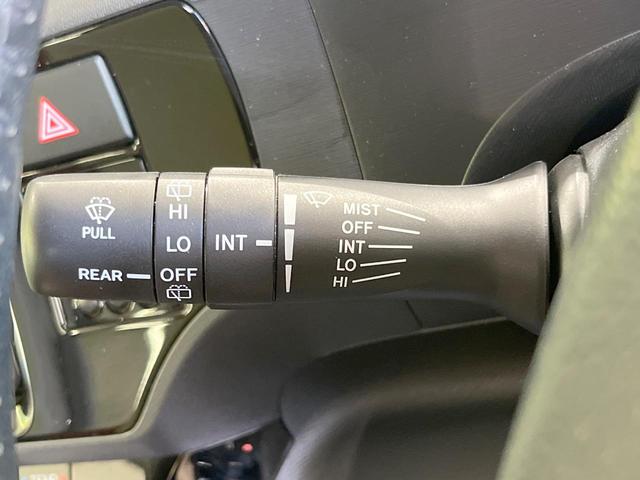 PULL
REAR
HI
LO
OFF
INT
MIST
OFF
INT
LO
HI